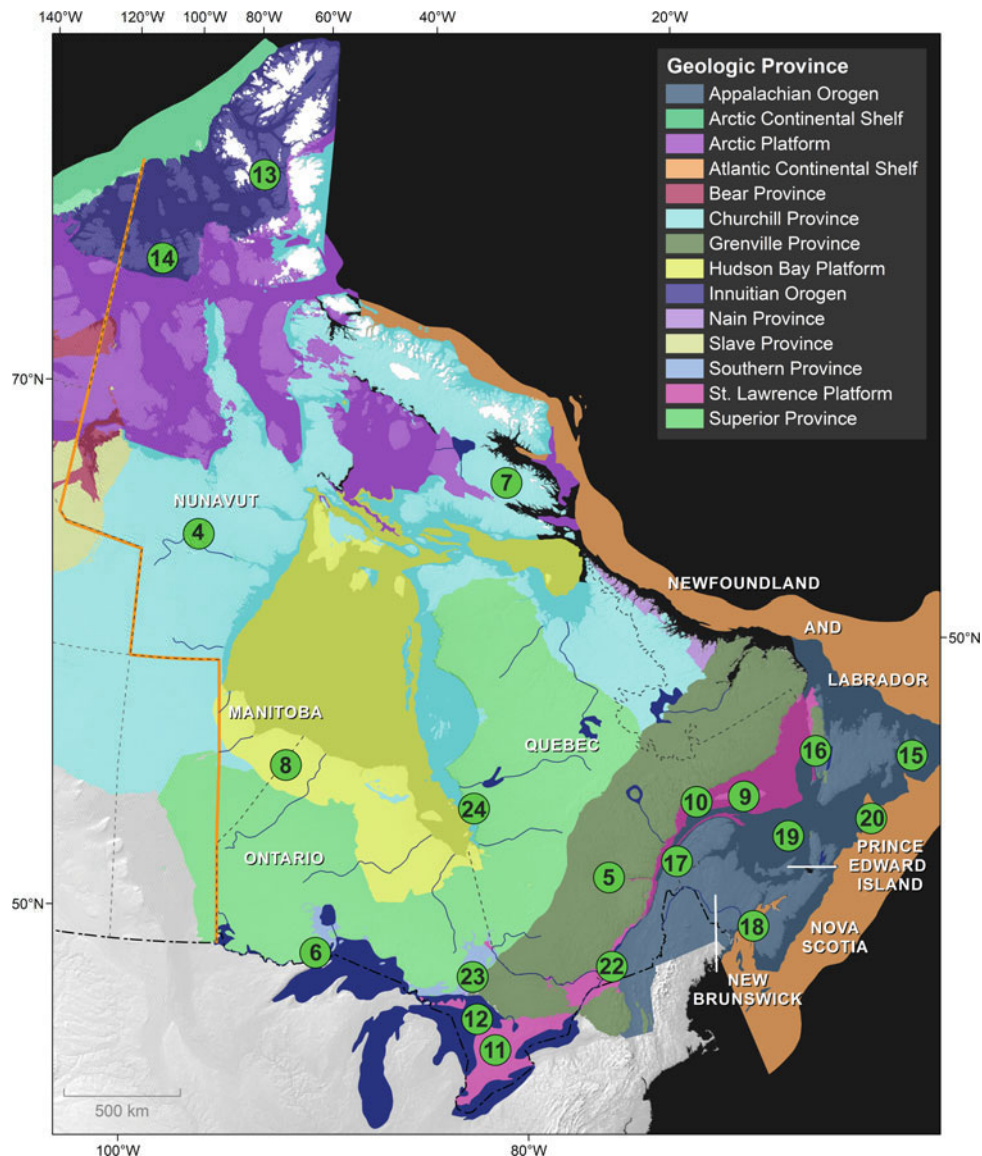 140°W 120°W 100°W 80°W 60°W 40°W 20°W
Geologic Province
Appalachian Orogen
Arctic Continental Shelf
Arctic Platform
Atlantic Continental Shelf
Bear Province
Churchill Province
Grenville Province
Hudson Bay Platform
Innuitian Orogen
Nain Province
Slave Province
Southern Province
St. Lawrence Platform
Superior Province
13
14
70°N
7
NUNAVUT
4
NEWFOUNDLAND
AND
50°N
LABRADOR
MANITOBA
QUEBEC
16
15
8
10
9
24
20
19
PRINCE
EDWARD
ISLAND
ONTARIO
17
5
50°N
NOVA
SCOTIA
18
6
22
23
NEW
BRUNSWICK
12
11
500 km
100°W 80°W